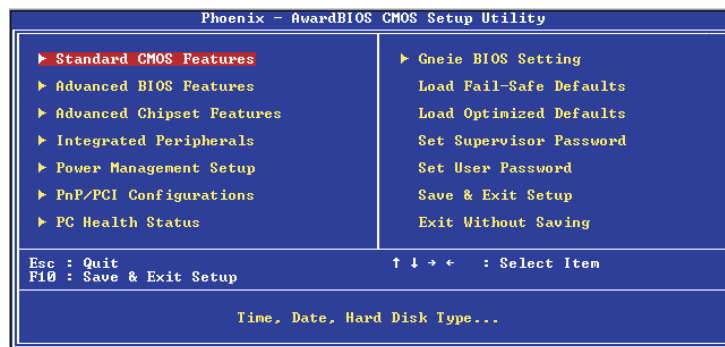 Phoenix - AwardBIOS CMOS Setup Utility
▶ Standard CMOS Features
▶ Advanced BIOS Features
▶ Advanced Chipset Features
▶ Integrated Peripherals
▶ Power Management Setup
▶ PnP/PCI Configurations
▶ PC Health Status
▶ Gneie BIOS Setting
Load Fail-Safe Defaults
Load Optimized Defaults
Set Supervisor Password
Set User Password
Save & Exit Setup
Exit Without Saving
Esc : Quit
F10 : Save & Exit Setup
↑ ↓ → ← : Select Item
Time, Date, Hard Disk Type...